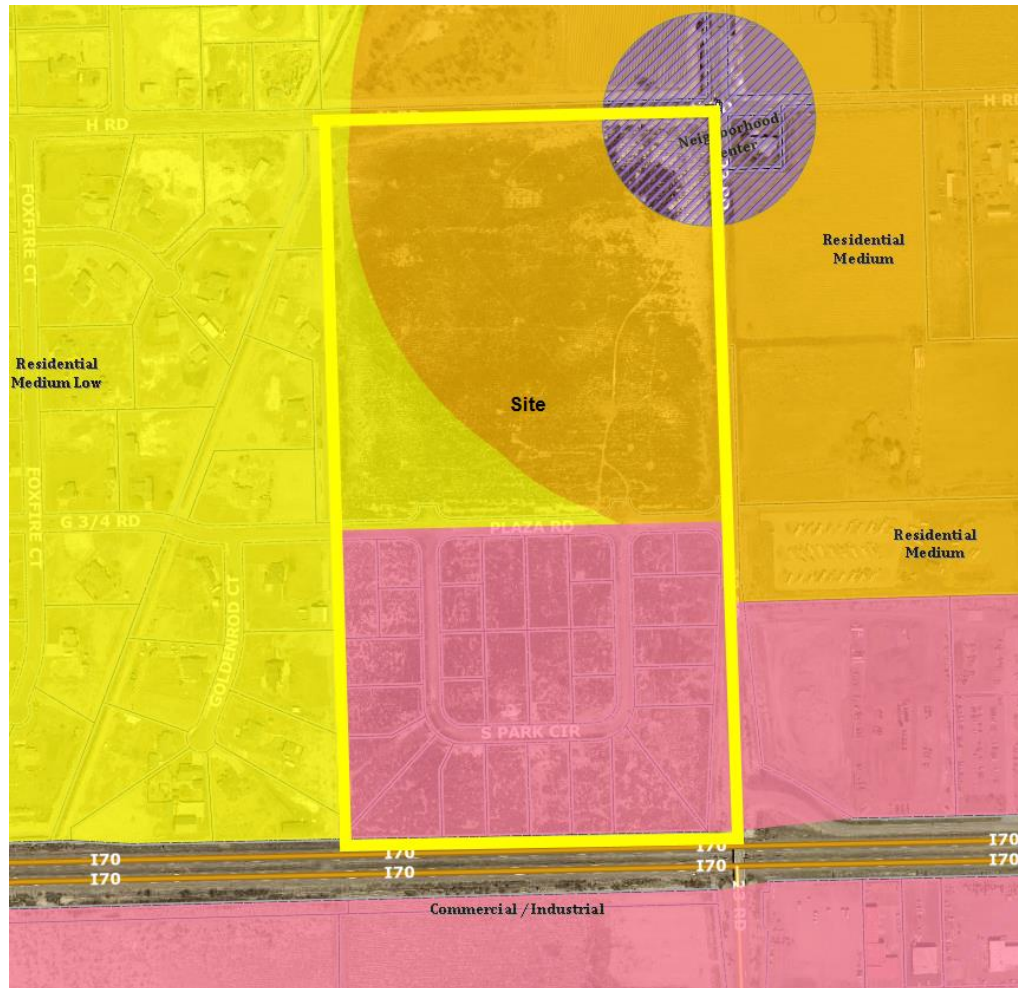 H RD
H RD
Neighborhood
Center
FOXFIRE CT
Residential
Medium
Residential
Medium Low
Site
FOXFIRE CT
G 3/4 RD
PLAZA RD
Residential
Medium
GOLDENROD CT
S PARK CIR
I70
I70
I70
I70
I70
I70
I70
I70
Commercial / Industrial
RD